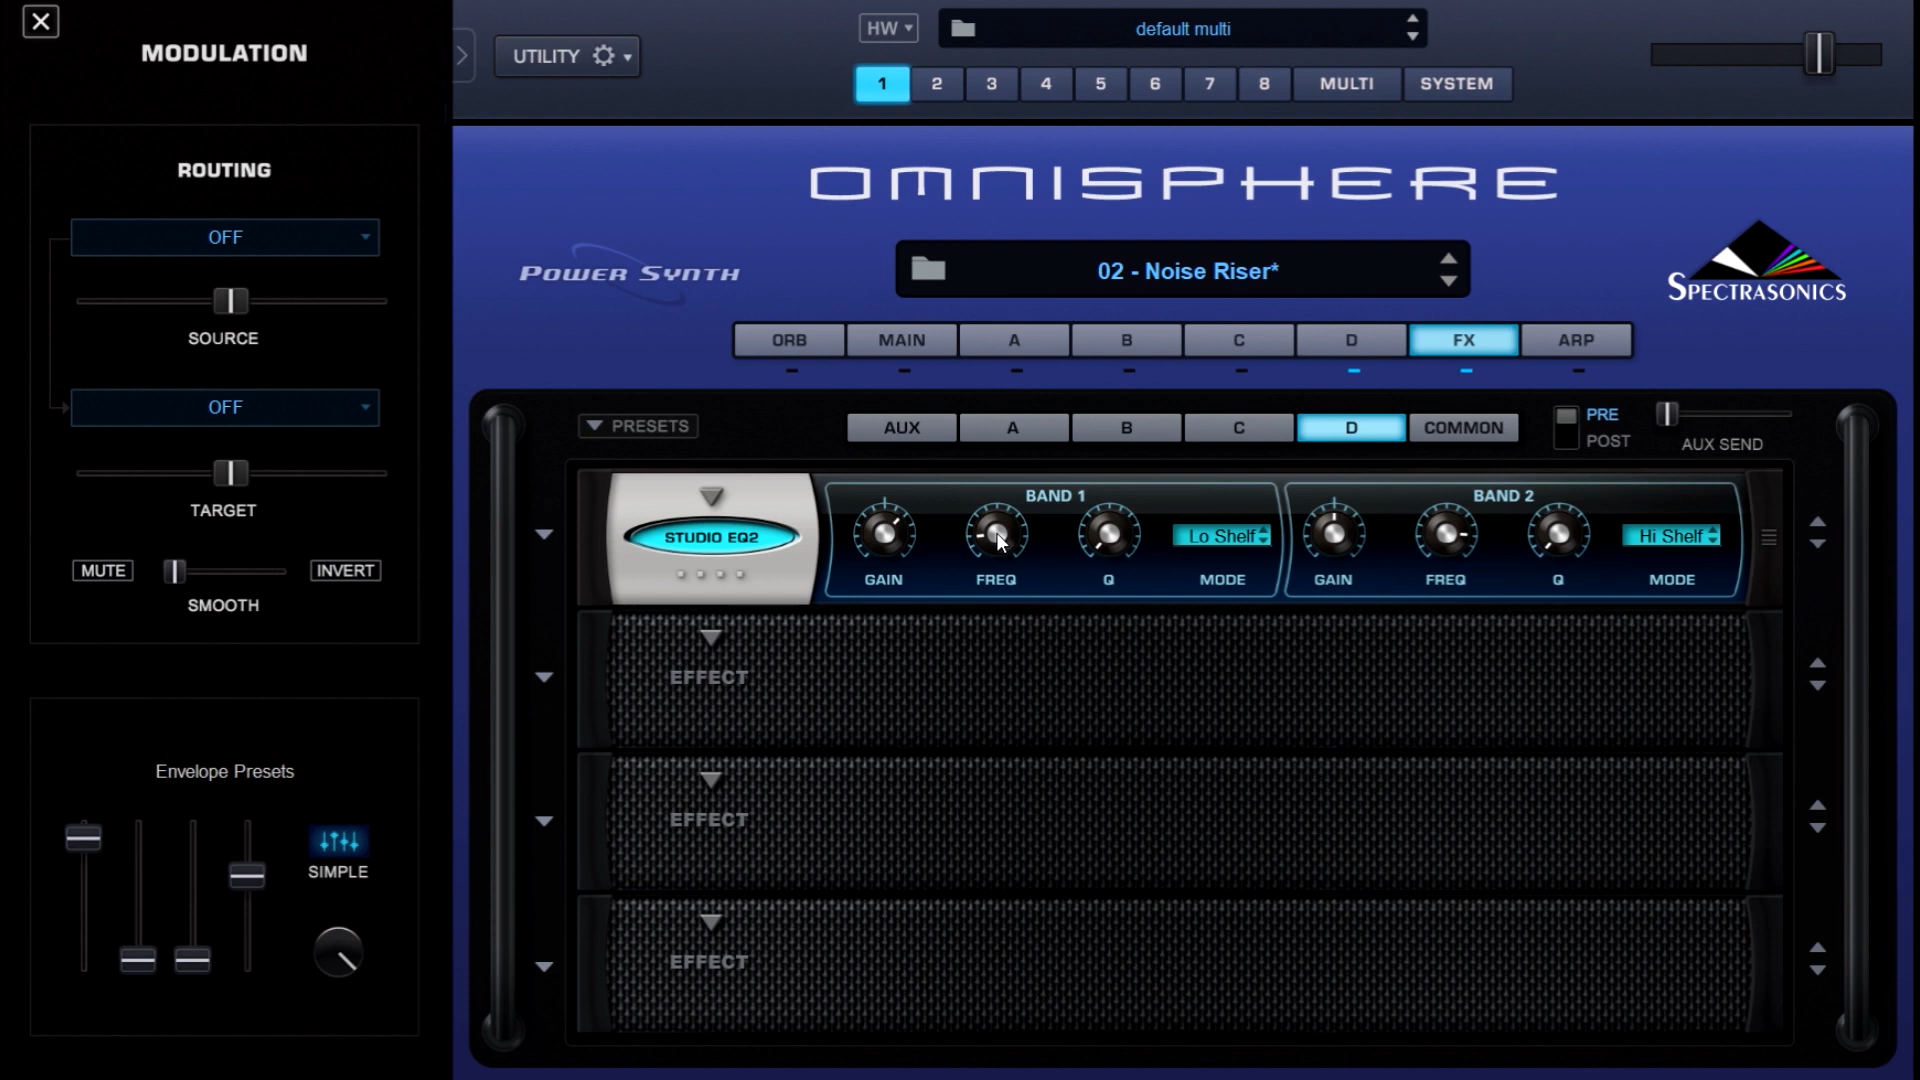 MODULATION
ROUTING
OFF
SOURCE
OFF
TARGET
MUTE
INVERT
SMOOTH
Envelope Presets
SIMPLE
UTILITY
HW
default multi
1 2 3 4 5 6 7 8 MULTI SYSTEM
OMNISPHERE
POWER SYNTH
02 - Noise Riser*
SPECTRASONICS
ORB MAIN A B C D FX ARP
PRESETS
AUX A B C D COMMON
PRE
POST
AUX SEND
STUDIO EQ2
BAND 1
Lo Shelf
GAIN FREQ Q MODE
BAND 2
Hi Shelf
GAIN FREQ Q MODE
EFFECT
EFFECT
EFFECT